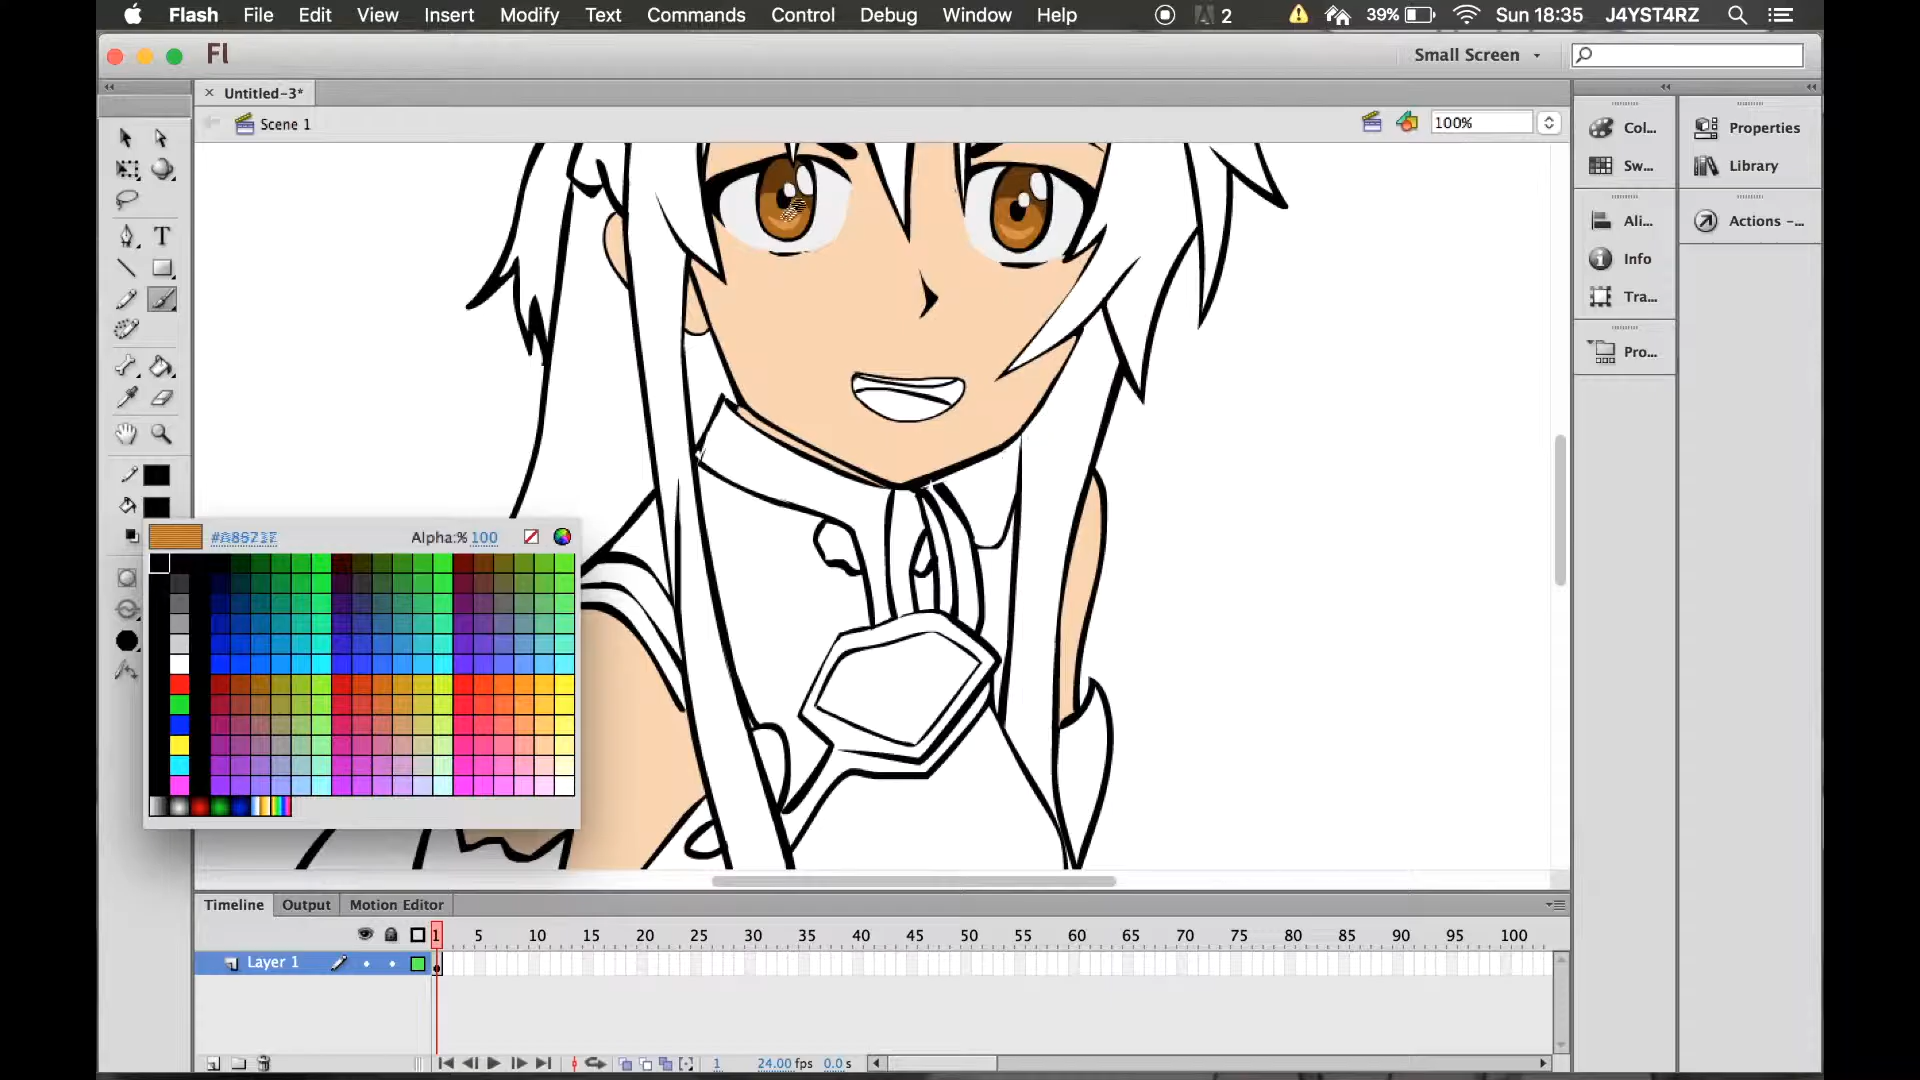 Flash File Edit View Insert Modify Text Commands Control Debug Window Help 2 39% Sun 18:35 J4YST4RZ
Fl Small Screen
Untitled-3*
Scene 1 100%
Col... Properties
Sw... Library
Ali... Actions -...
Info
Tra...
Pro...
T
Alpha:% 100
Timeline Output Motion Editor
1 5 10 15 20 25 30 35 40 45 50 55 60 65 70 75 80 85 90 95 100
Layer 1
1 24.00 fps 0.0 s